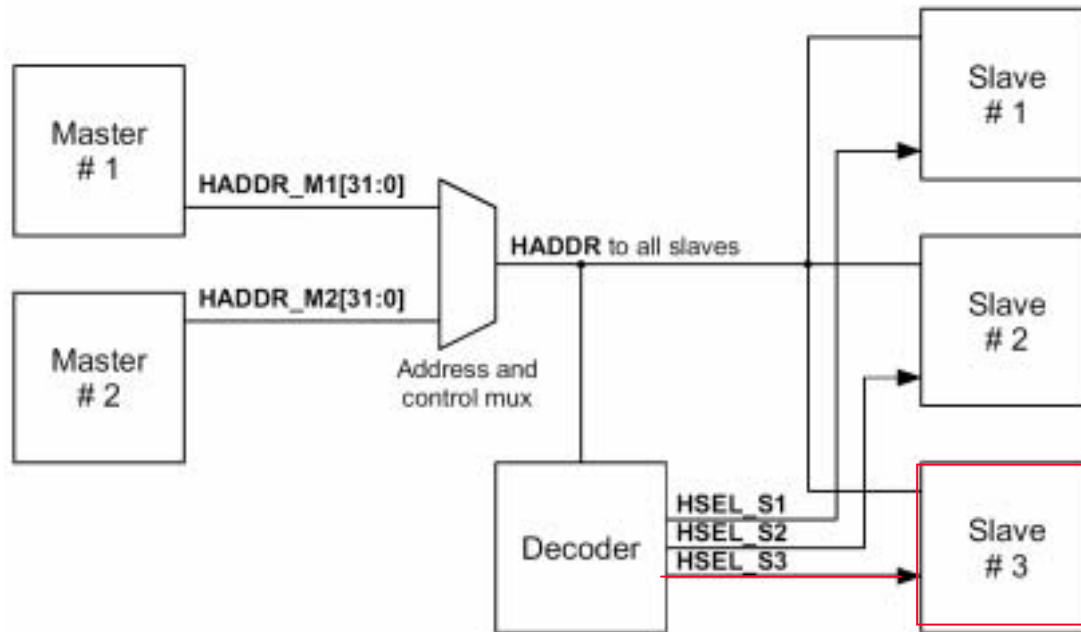 Slave
# 1
Master
# 1
HADDR_M1[31:0]
HADDR to all slaves
HADDR_M2[31:0]
Slave
# 2
Master
# 2
Address and
control mux
HSEL_S1
HSEL_S2
HSEL_S3
Decoder
Slave
# 3